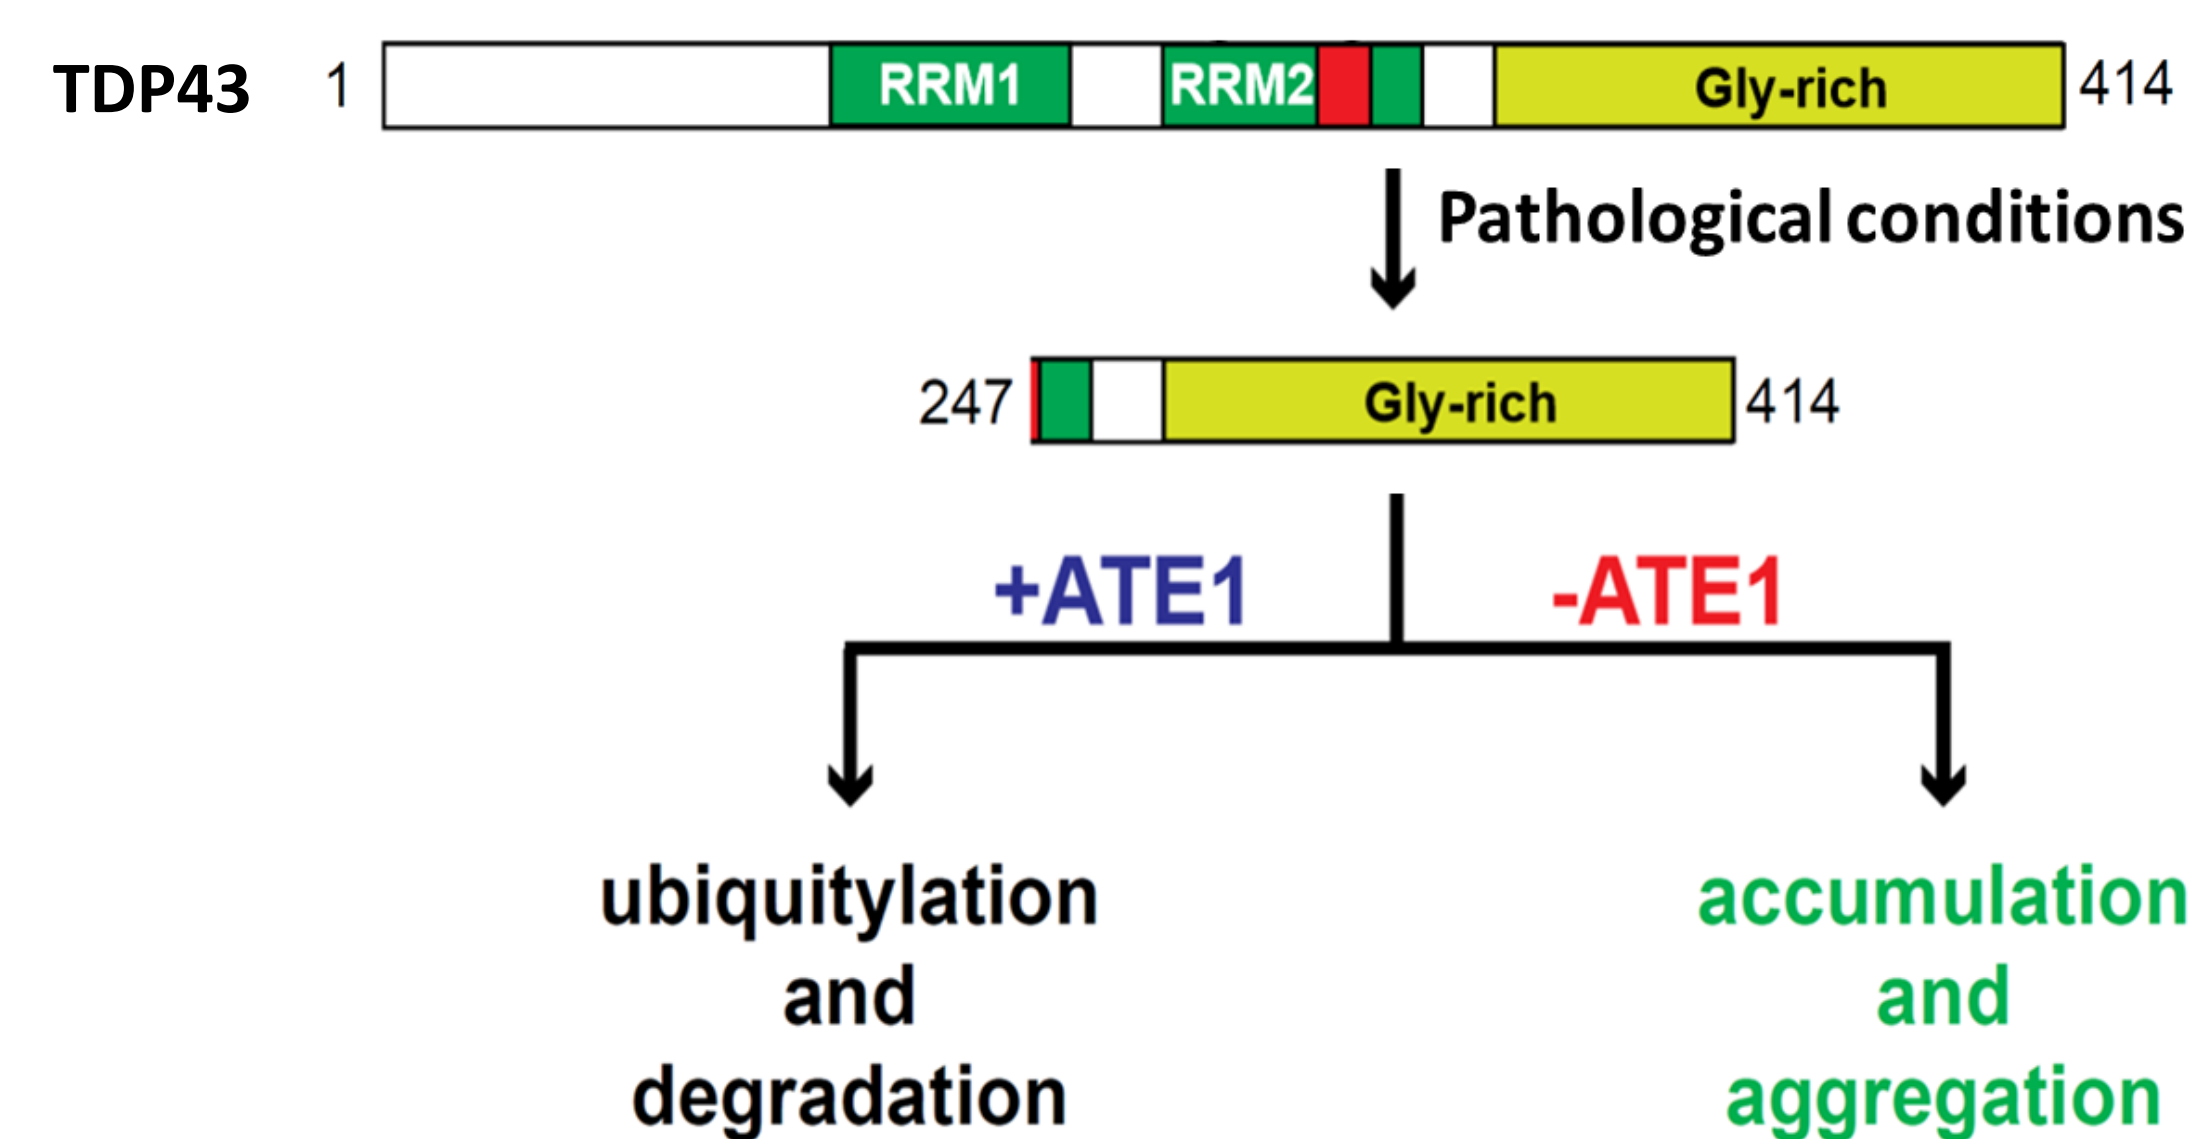 TDP43 1 RRM1 RRM2 Gly-rich 414
Pathological conditions
247 Gly-rich 414
+ATE1 -ATE1
ubiquitylation
and
degradation
accumulation
and
aggregation